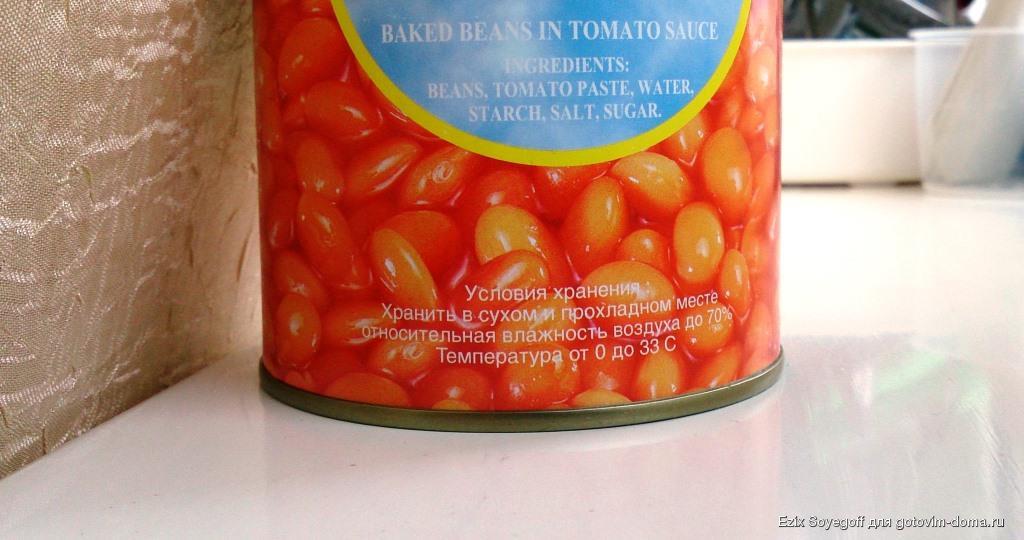 BAKED BEANS IN TOMATO SAUCE
INGREDIENTS:
BEANS, TOMATO PASTE, WATER,
STARCH, SALT, SUGAR.
Условия хранения :
Хранить в сухом и прохладном месте
относительная влажность воздуха до 70%
Температура от 0 до 33 С
Ezix Soyegoff для gotovim-doma.ru